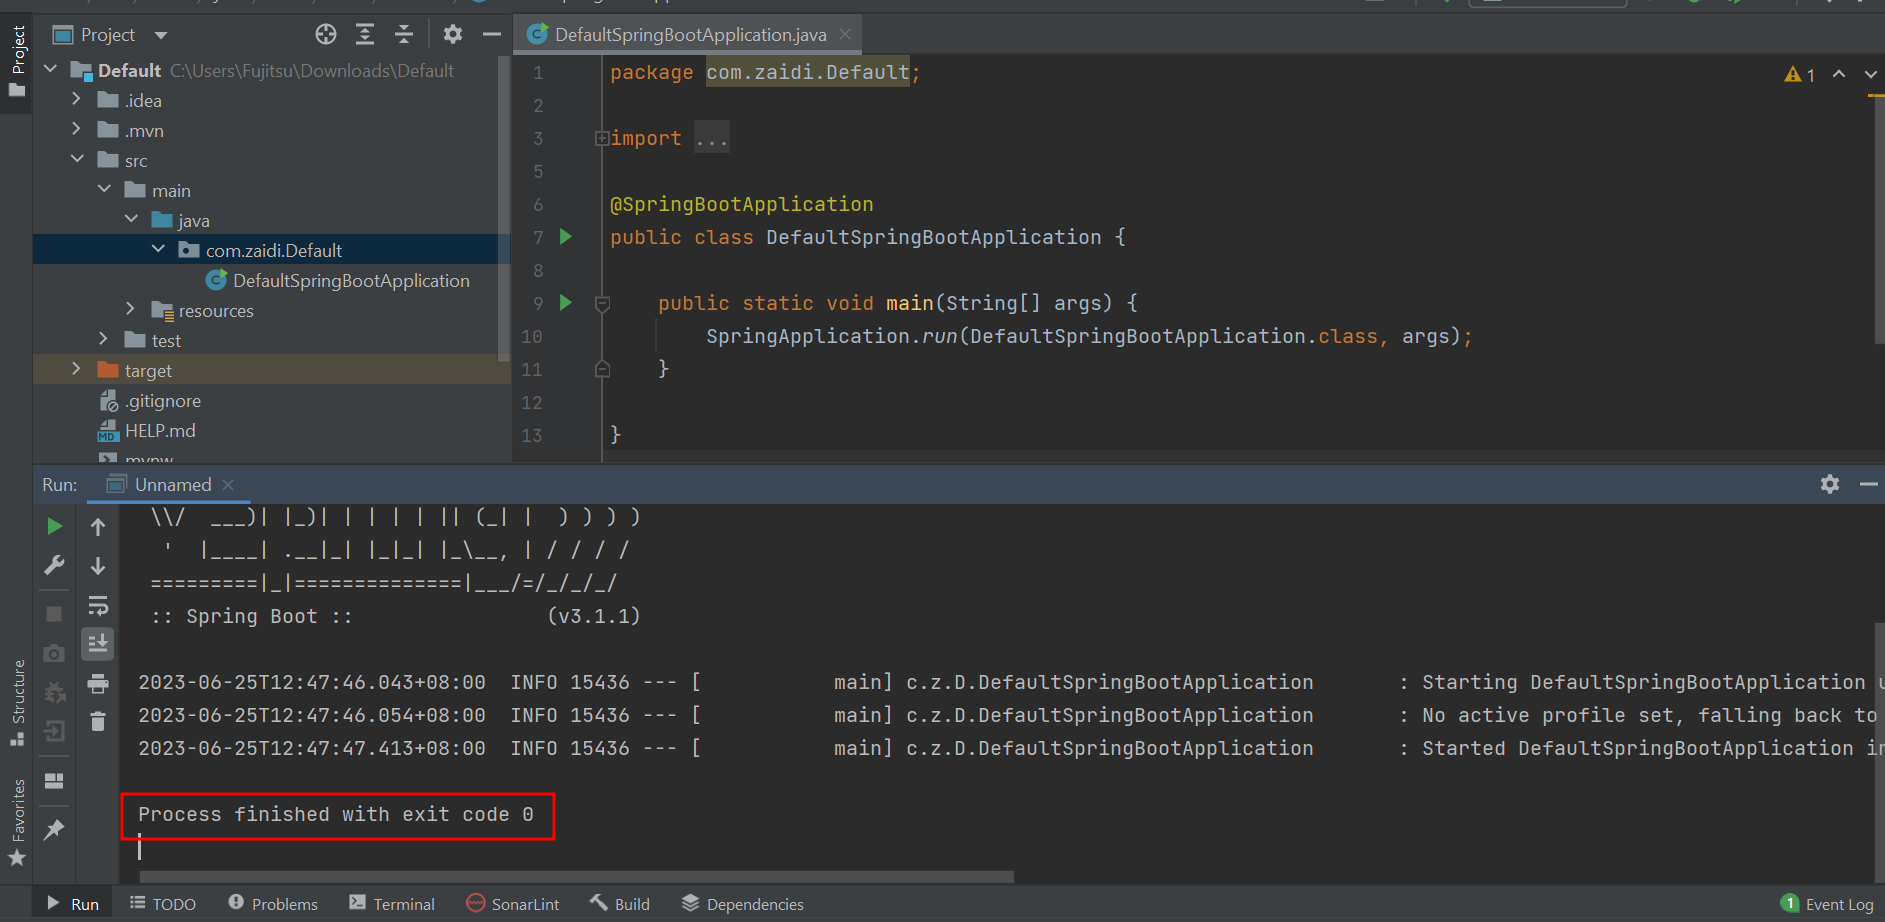 Project
Project
DefaultSpringBootApplication.java
Default C:\Users\Fujitsu\Downloads\Default
.idea
.mvn
src
main
java
com.zaidi.Default
DefaultSpringBootApplication
resources
test
target
.gitignore
HELP.md
mvnw
1 package com.zaidi.Default;
2
3 import ...
5
6 @SpringBootApplication
7 public class DefaultSpringBootApplication {
8
9 public static void main(String[] args) {
10 SpringApplication.run(DefaultSpringBootApplication.class, args);
11 }
12
13 }
1
Run: Unnamed
\\/  ___)| |_)| | | | | || (_| |  ) ) ) )
'  |____| .__|_| |_|_| |_\__, | / / / /
=========|_|==============|___/=/_/_/_/
:: Spring Boot :: (v3.1.1)
2023-06-25T12:47:46.043+08:00 INFO 15436 --- [ main] c.z.D.DefaultSpringBootApplication : Starting DefaultSpringBootApplication
2023-06-25T12:47:46.054+08:00 INFO 15436 --- [ main] c.z.D.DefaultSpringBootApplication : No active profile set, falling back to
2023-06-25T12:47:47.413+08:00 INFO 15436 --- [ main] c.z.D.DefaultSpringBootApplication : Started DefaultSpringBootApplication in
Process finished with exit code 0
Structure
Favorites
MD
Run TODO Problems Terminal SonarLint Build Dependencies 1 Event Log